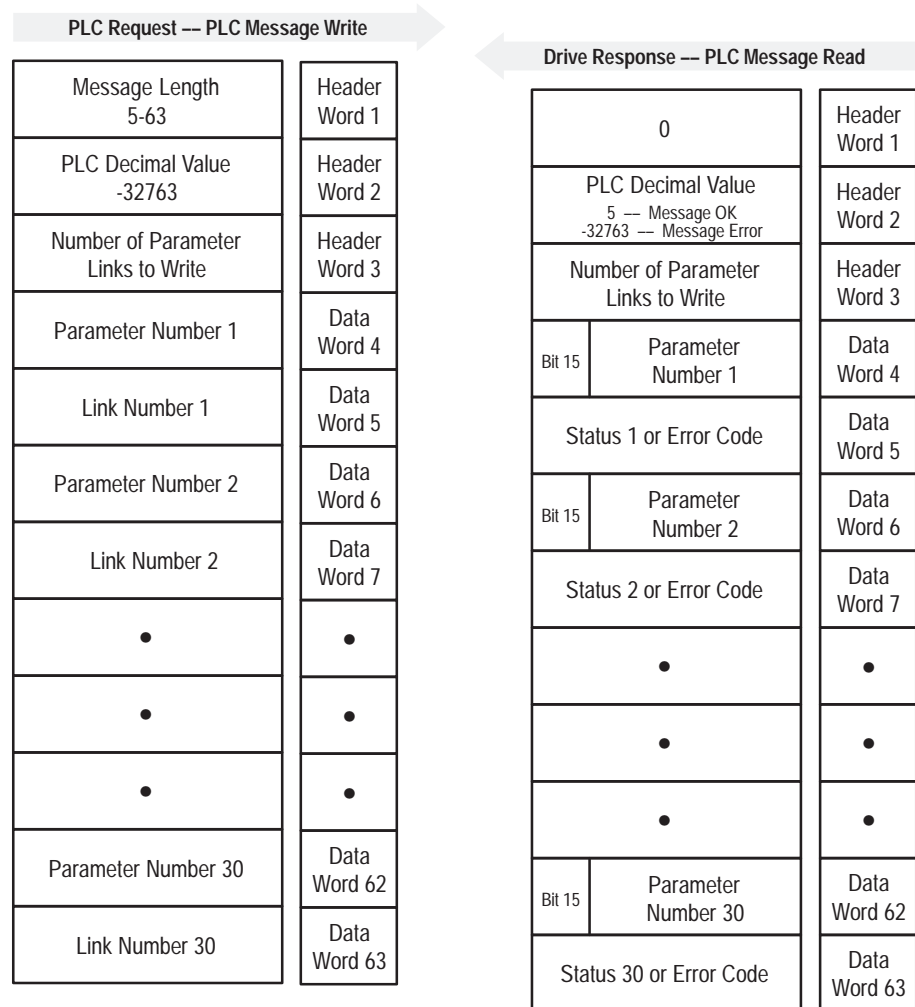 PLC Request –– PLC Message Write
Message Length
5-63
Header
Word 1
PLC Decimal Value
-32763
Header
Word 2
Number of Parameter
Links to Write
Header
Word 3
Parameter Number 1
Data
Word 4
Link Number 1
Data
Word 5
Parameter Number 2
Data
Word 6
Link Number 2
Data
Word 7
•
•
•
•
•
•
Parameter Number 30
Data
Word 62
Link Number 30
Data
Word 63
Drive Response –– PLC Message Read
0
Header
Word 1
PLC Decimal Value
5 –– Message OK
-32763 –– Message Error
Header
Word 2
Number of Parameter
Links to Write
Header
Word 3
Bit 15
Parameter
Number 1
Data
Word 4
Status 1 or Error Code
Data
Word 5
Bit 15
Parameter
Number 2
Data
Word 6
Status 2 or Error Code
Data
Word 7
•
•
•
•
•
•
Bit 15
Parameter
Number 30
Data
Word 62
Status 30 or Error Code
Data
Word 63